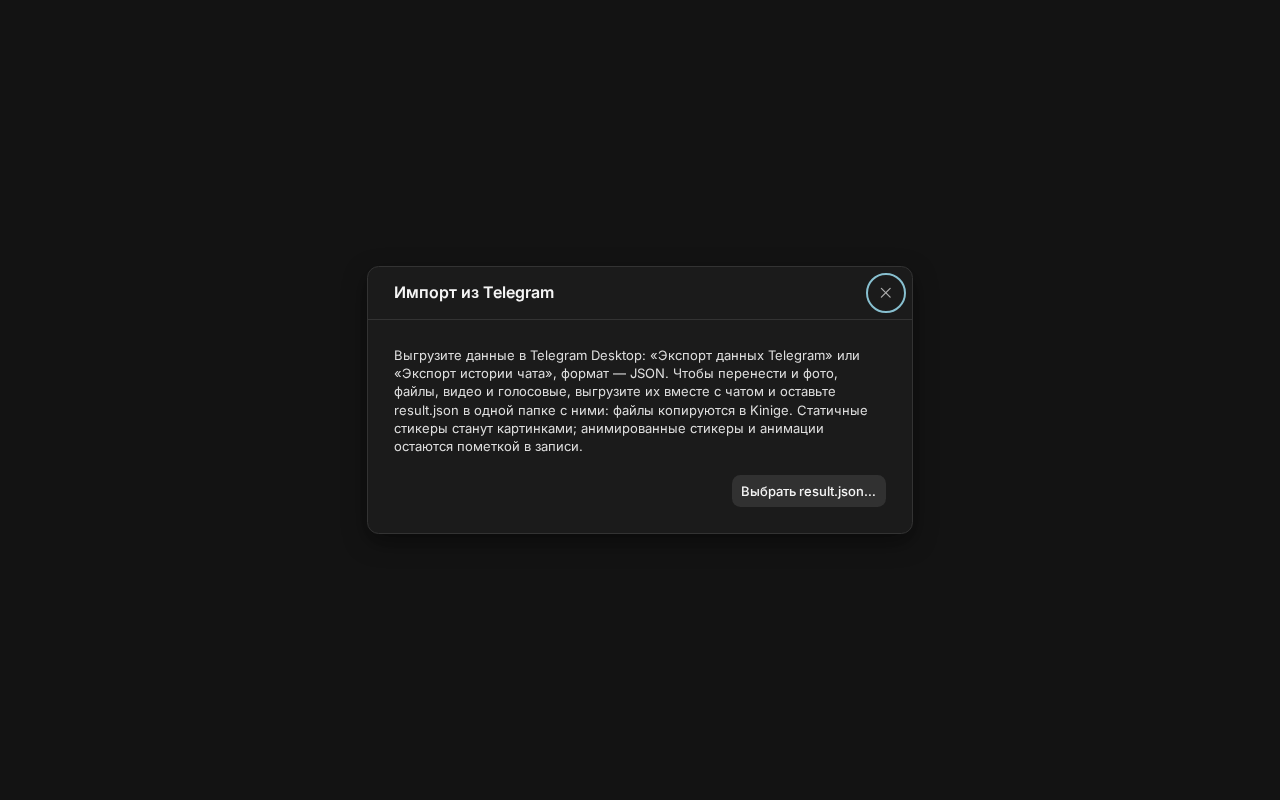 Импорт из Telegram
Выгрузите данные в Telegram Desktop: «Экспорт данных Telegram» или
«Экспорт истории чата», формат — JSON. Чтобы перенести и фото,
файлы, видео и голосовые, выгрузите их вместе с чатом и оставьте
result.json в одной папке с ними: файлы копируются в Kinige. Статичные
стикеры станут картинками; анимированные стикеры и анимации
остаются пометкой в записи.
Выбрать result.json...